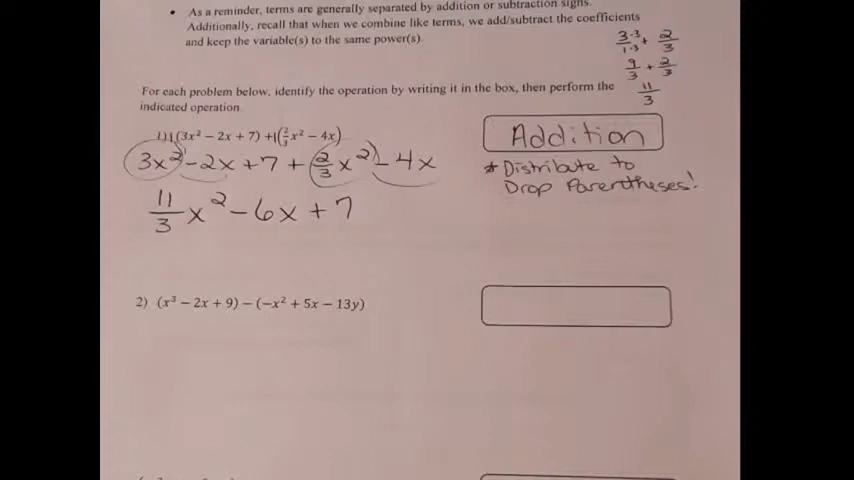 • As a reminder, terms are generally separated by addition or subtraction signs.
Additionally, recall that when we combine like terms, we add/subtract the coefficients
and keep the variable(s) to the same power(s).
3·3/1·3 + 2/3
9/3 + 2/3
11/3
For each problem below, identify the operation by writing it in the box, then perform the
indicated operation
1) 1(3x² − 2x + 7) + 1(2/3x² − 4x)
Addition
3x² − 2x + 7 + 2/3x² − 4x
* Distribute to
Drop Parentheses!
11/3 x² − 6x + 7
2) (x³ − 2x + 9) − (−x² + 5x − 13y)